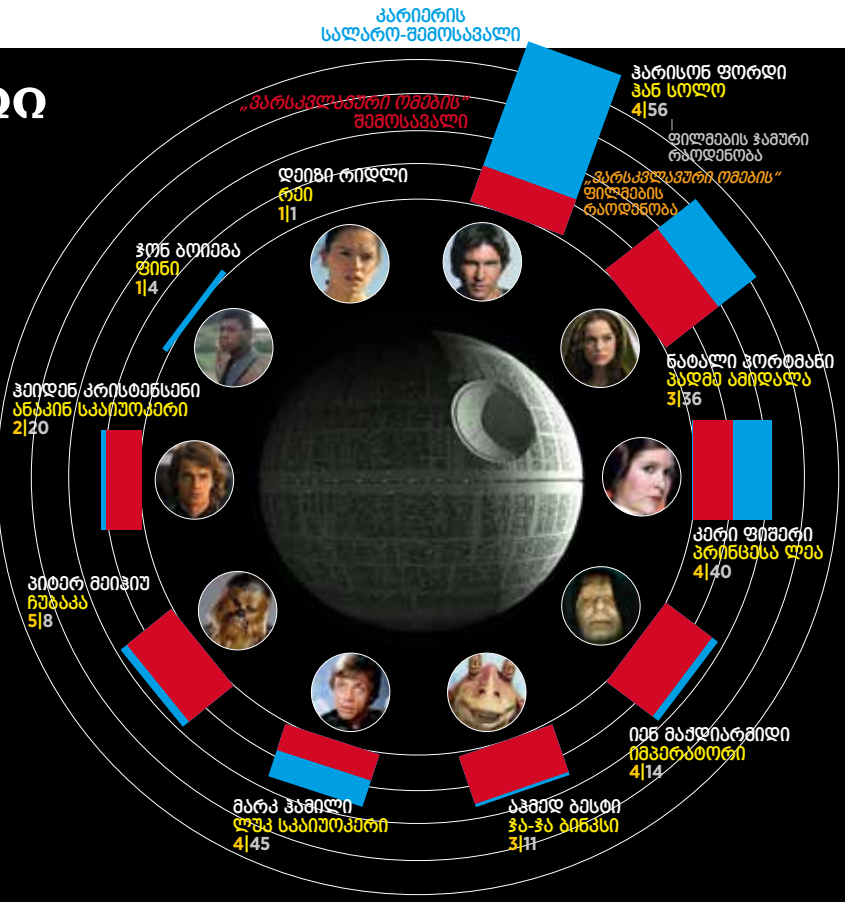 კარიერის
სალარო-შემოსავალი
„ვარსკვლავური ომების“
შემოსავალი
ჰარისონ ფორდი
ჰან სოლო
4|56
ფილმების ჯამური
რაოდენობა
„ვარსკვლავური ომების“
ფილმების
რაოდენობა
დეიზი რიდლი
რეი
1|1
ჯონ ბოიეგა
ფინი
1|4
ნატალი პორტმანი
პადმე ამიდალა
3|36
ჰეიდენ კრისტენსენი
ანაკინ სკაიუოკერი
2|20
კერი ფიშერი
პრინცესა ლეა
4|40
პიტერ მეიჰიუ
ჩუბაკა
5|8
იენ მაქდიარმიდი
იმპერატორი
4|14
მარკ ჰამილი
ლუკ სკაიუოკერი
4|45
აჰმედ ბესტი
ჯა-ჯა ბინკსი
3|11